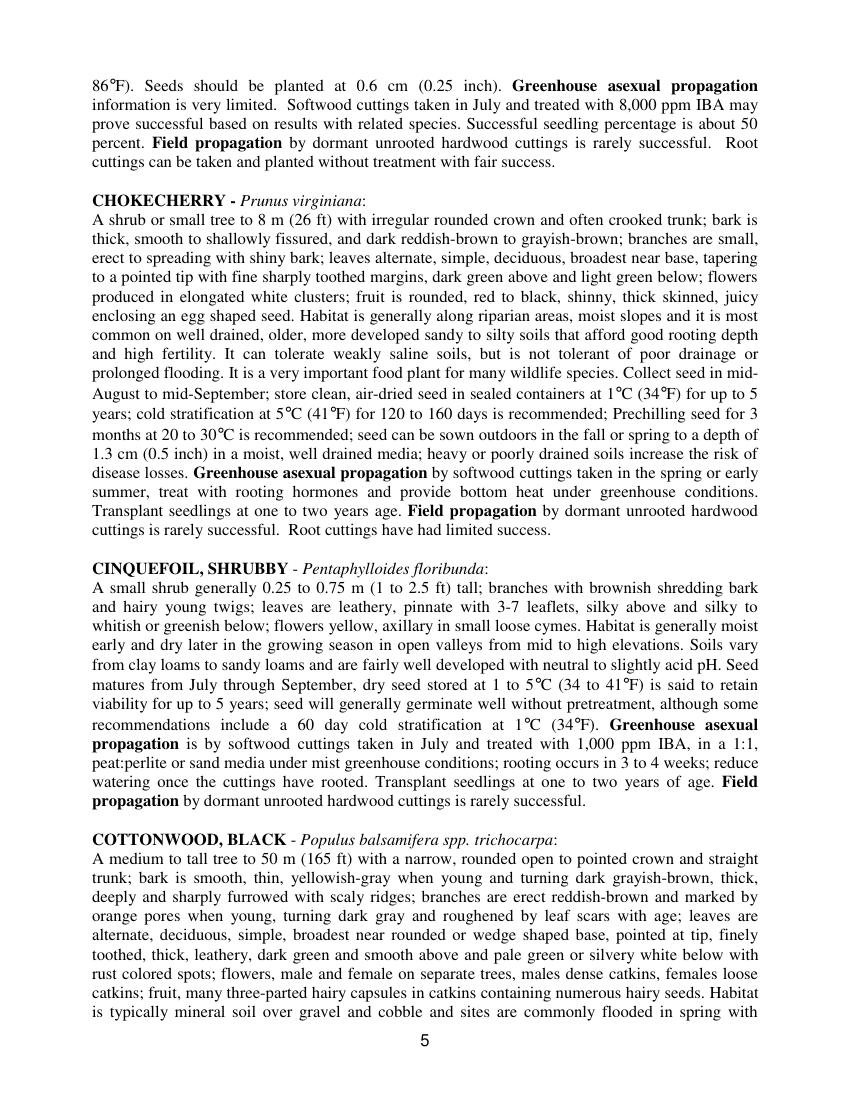 86°F). Seeds should be planted at 0.6 cm (0.25 inch). Greenhouse asexual propagation
information is very limited.  Softwood cuttings taken in July and treated with 8,000 ppm IBA may
prove successful based on results with related species. Successful seedling percentage is about 50
percent. Field propagation by dormant unrooted hardwood cuttings is rarely successful.  Root
cuttings can be taken and planted without treatment with fair success.
CHOKECHERRY - Prunus virginiana:
A shrub or small tree to 8 m (26 ft) with irregular rounded crown and often crooked trunk; bark is
thick, smooth to shallowly fissured, and dark reddish-brown to grayish-brown; branches are small,
erect to spreading with shiny bark; leaves alternate, simple, deciduous, broadest near base, tapering
to a pointed tip with fine sharply toothed margins, dark green above and light green below; flowers
produced in elongated white clusters; fruit is rounded, red to black, shinny, thick skinned, juicy
enclosing an egg shaped seed. Habitat is generally along riparian areas, moist slopes and it is most
common on well drained, older, more developed sandy to silty soils that afford good rooting depth
and high fertility. It can tolerate weakly saline soils, but is not tolerant of poor drainage or
prolonged flooding. It is a very important food plant for many wildlife species. Collect seed in mid-
August to mid-September; store clean, air-dried seed in sealed containers at 1°C (34°F) for up to 5
years; cold stratification at 5°C (41°F) for 120 to 160 days is recommended; Prechilling seed for 3
months at 20 to 30°C is recommended; seed can be sown outdoors in the fall or spring to a depth of
1.3 cm (0.5 inch) in a moist, well drained media; heavy or poorly drained soils increase the risk of
disease losses. Greenhouse asexual propagation by softwood cuttings taken in the spring or early
summer, treat with rooting hormones and provide bottom heat under greenhouse conditions.
Transplant seedlings at one to two years age. Field propagation by dormant unrooted hardwood
cuttings is rarely successful.  Root cuttings have had limited success.
CINQUEFOIL, SHRUBBY - Pentaphylloides floribunda:
A small shrub generally 0.25 to 0.75 m (1 to 2.5 ft) tall; branches with brownish shredding bark
and hairy young twigs; leaves are leathery, pinnate with 3-7 leaflets, silky above and silky to
whitish or greenish below; flowers yellow, axillary in small loose cymes. Habitat is generally moist
early and dry later in the growing season in open valleys from mid to high elevations. Soils vary
from clay loams to sandy loams and are fairly well developed with neutral to slightly acid pH. Seed
matures from July through September, dry seed stored at 1 to 5°C (34 to 41°F) is said to retain
viability for up to 5 years; seed will generally germinate well without pretreatment, although some
recommendations include a 60 day cold stratification at 1°C (34°F). Greenhouse asexual
propagation is by softwood cuttings taken in July and treated with 1,000 ppm IBA, in a 1:1,
peat:perlite or sand media under mist greenhouse conditions; rooting occurs in 3 to 4 weeks; reduce
watering once the cuttings have rooted. Transplant seedlings at one to two years of age. Field
propagation by dormant unrooted hardwood cuttings is rarely successful.
COTTONWOOD, BLACK - Populus balsamifera spp. trichocarpa:
A medium to tall tree to 50 m (165 ft) with a narrow, rounded open to pointed crown and straight
trunk; bark is smooth, thin, yellowish-gray when young and turning dark grayish-brown, thick,
deeply and sharply furrowed with scaly ridges; branches are erect reddish-brown and marked by
orange pores when young, turning dark gray and roughened by leaf scars with age; leaves are
alternate, deciduous, simple, broadest near rounded or wedge shaped base, pointed at tip, finely
toothed, thick, leathery, dark green and smooth above and pale green or silvery white below with
rust colored spots; flowers, male and female on separate trees, males dense catkins, females loose
catkins; fruit, many three-parted hairy capsules in catkins containing numerous hairy seeds. Habitat
is typically mineral soil over gravel and cobble and sites are commonly flooded in spring with
5